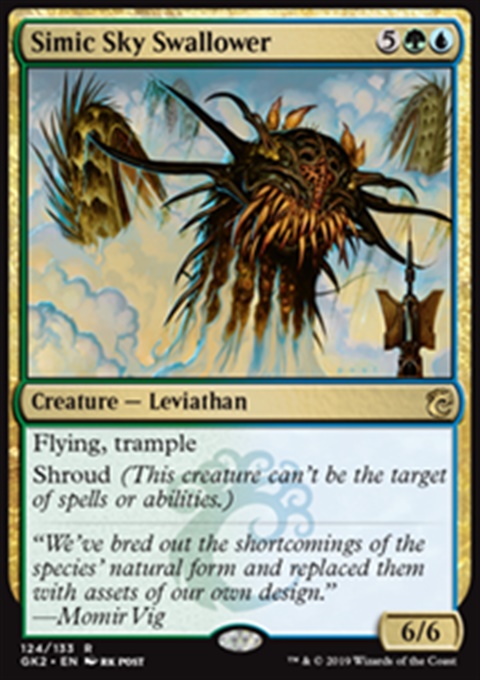 Simic Sky Swallower 5
Creature — Leviathan
Flying, trample
Shroud (This creature can't be the target
of spells or abilities.)
"We've bred out the shortcomings of the
species' natural form and replaced them
with assets of our own design."
—Momir Vig
6/6
124/133 R
GK2 • EN RK POST
™ & © 2019 Wizards of the Coast